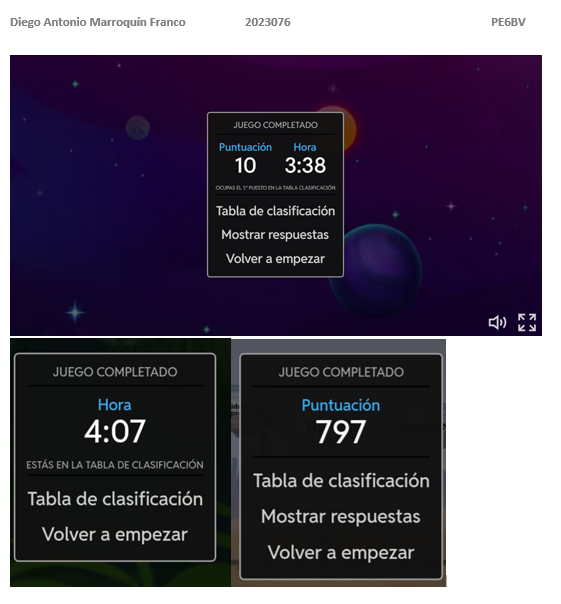 Diego Antonio Marroquín Franco 2023076 PE6BV
JUEGO COMPLETADO
Puntuación Hora
10 3:38
OCUPAS EL 1.º PUESTO EN LA TABLA CLASIFICACIÓN
Tabla de clasificación
Mostrar respuestas
Volver a empezar
JUEGO COMPLETADO
Hora
4:07
ESTÁS EN LA TABLA DE CLASIFICACIÓN
Tabla de clasificación
Volver a empezar
JUEGO COMPLETADO
Puntuación
797
Tabla de clasificación
Mostrar respuestas
Volver a empezar